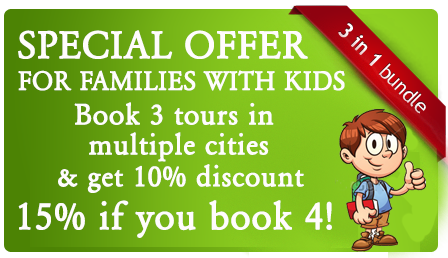 SPECIAL OFFER
FOR FAMILIES WITH KIDS
Book 3 tours in
multiple cities
& get 10% discount
15% if you book 4!
3 in 1 bundle